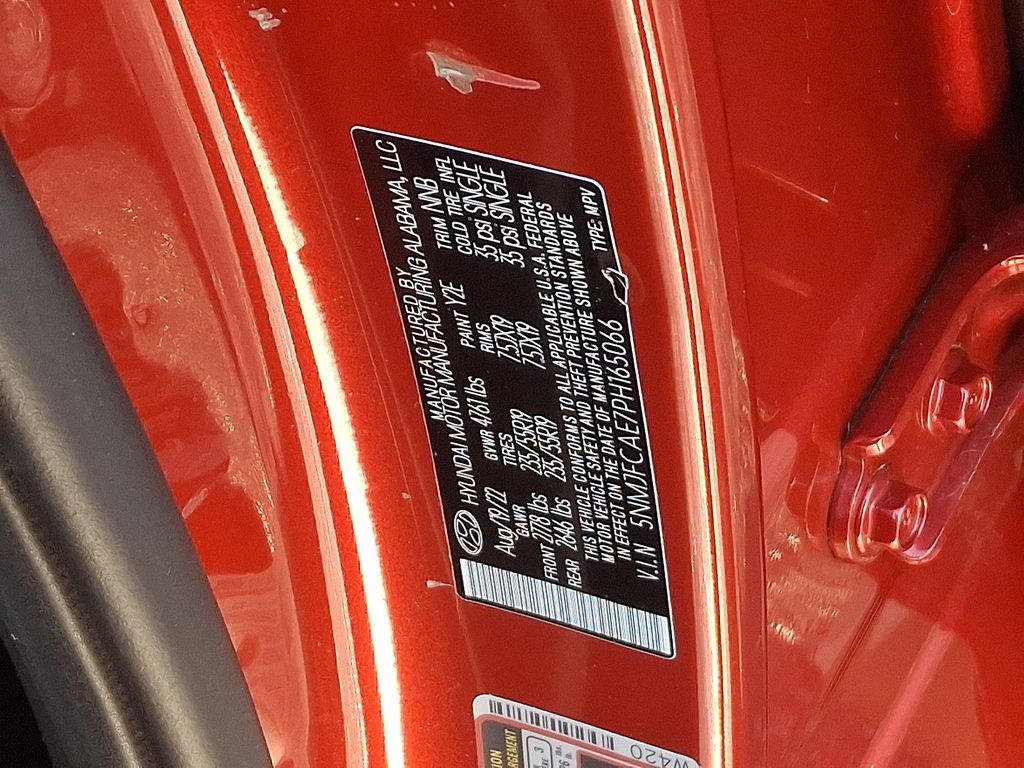 MANUFACTURED BY
HYUNDAI MOTOR MANUFACTURING ALABAMA, LLC
Aug/19/22 GVWR 4761 lbs PAINT Y2E TRIM NNB
GAWR TIRES RIMS COLD TIRE INFL
FRONT 2778 lbs 235/55R19 7.5JX19 35 psi SINGLE
REAR 2646 lbs 235/55R19 7.5JX19 35 psi SINGLE
THIS VEHICLE CONFORMS TO ALL APPLICABLE U.S.A. FEDERAL
MOTOR VEHICLE SAFETY AND THEFT PREVENTION STANDARDS
IN EFFECT ON THE DATE OF MANUFACTURE SHOWN ABOVE
V.I.N 5NMJFCAE7PH165066 TYPE: MPV
W420
3